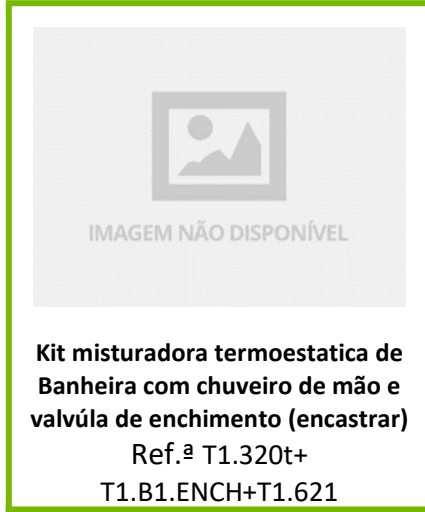 IMAGEM NÃO DISPONÍVEL
Kit misturadora termoestatica de
Banheira com chuveiro de mão e
valvúla de enchimento (encastrar)
Ref.ª T1.320t+
T1.B1.ENCH+T1.621